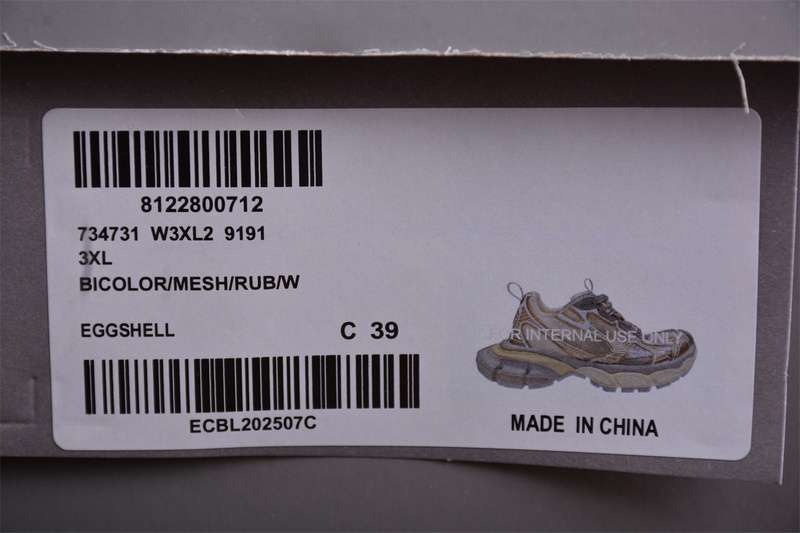 8122800712
734731 W3XL2 9191
3XL
BICOLOR/MESH/RUB/W
EGGSHELL C 39
FOR INTERNAL USE ONLY
ECBL202507C
MADE IN CHINA